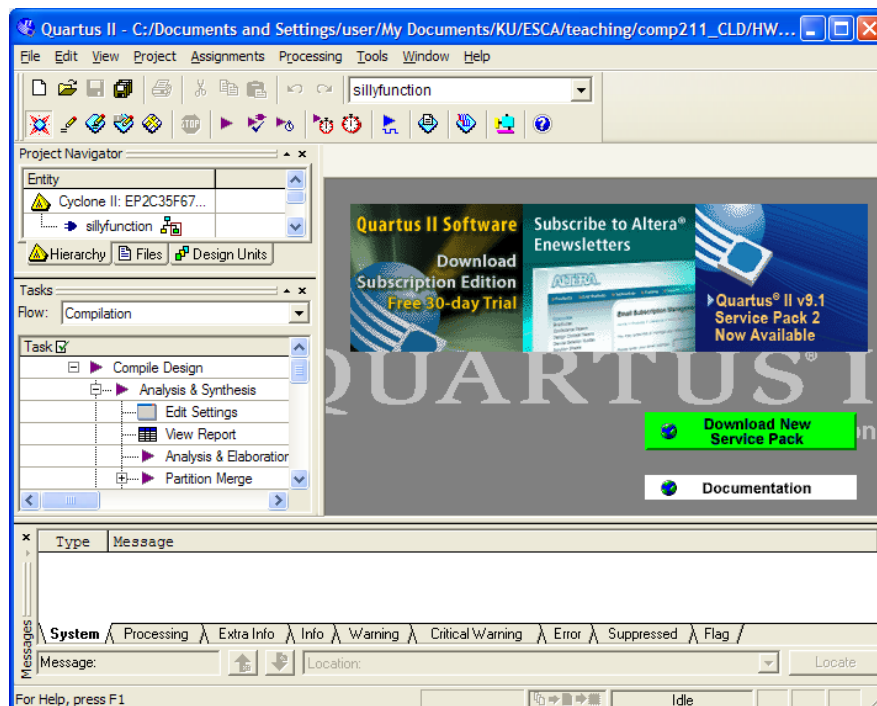 Quartus II - C:/Documents and Settings/user/My Documents/KU/ESCA/teaching/comp211_CLD/HW...
File Edit View Project Assignments Processing Tools Window Help
sillyfunction
STOP
Project Navigator
Entity
Cyclone II: EP2C35F67...
sillyfunction
Hierarchy Files Design Units
Tasks
Flow: Compilation
Task
Compile Design
Analysis & Synthesis
Edit Settings
View Report
Analysis & Elaboration
Partition Merge
Quartus II Software
Download
Subscription Edition
Free 30-day Trial
Subscribe to Altera®
Enewsletters
ALTERA
Quartus® II v9.1
Service Pack 2
Now Available
QUARTUS® I
on
Download New
Service Pack
Documentation
Type Message
Messages
System Processing Extra Info Info Warning Critical Warning Error Suppressed Flag
Message: Location: Locate
For Help, press F1 Idle